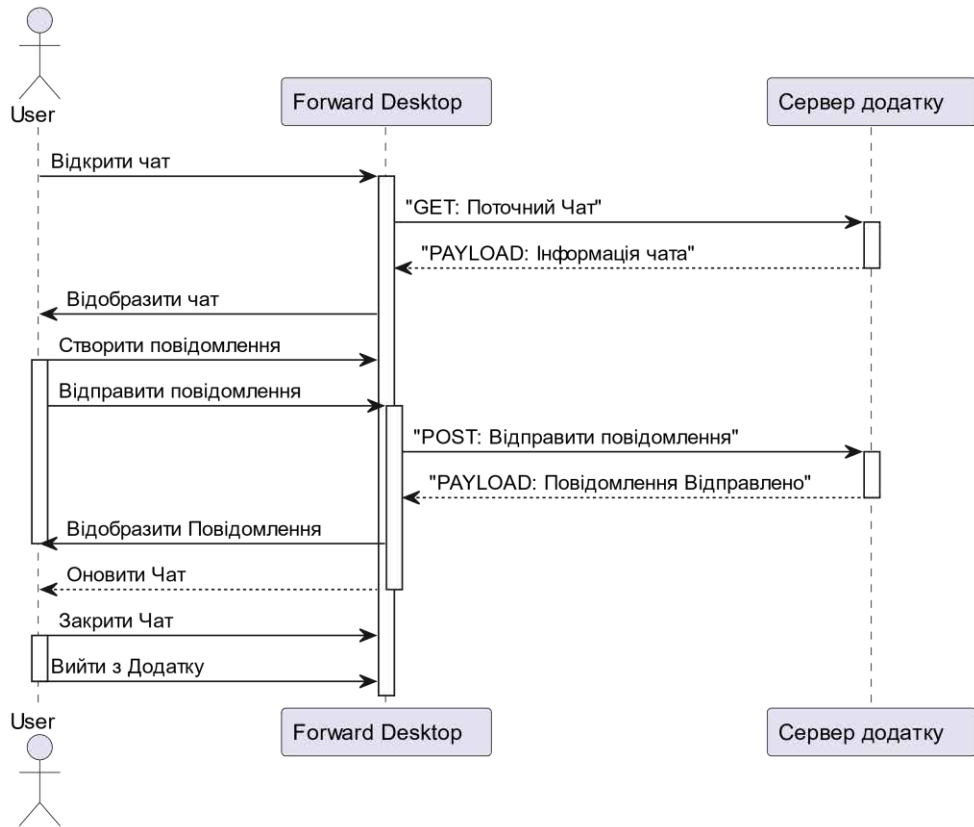 User
Forward Desktop
Сервер додатку
Відкрити чат
"GET: Поточний Чат"
"PAYLOAD: Інформація чата"
Відобразити чат
Створити повідомлення
Відправити повідомлення
"POST: Відправити повідомлення"
"PAYLOAD: Повідомлення Відправлено"
Відобразити Повідомлення
Оновити Чат
Закрити Чат
Вийти з Додатку
User
Forward Desktop
Сервер додатку